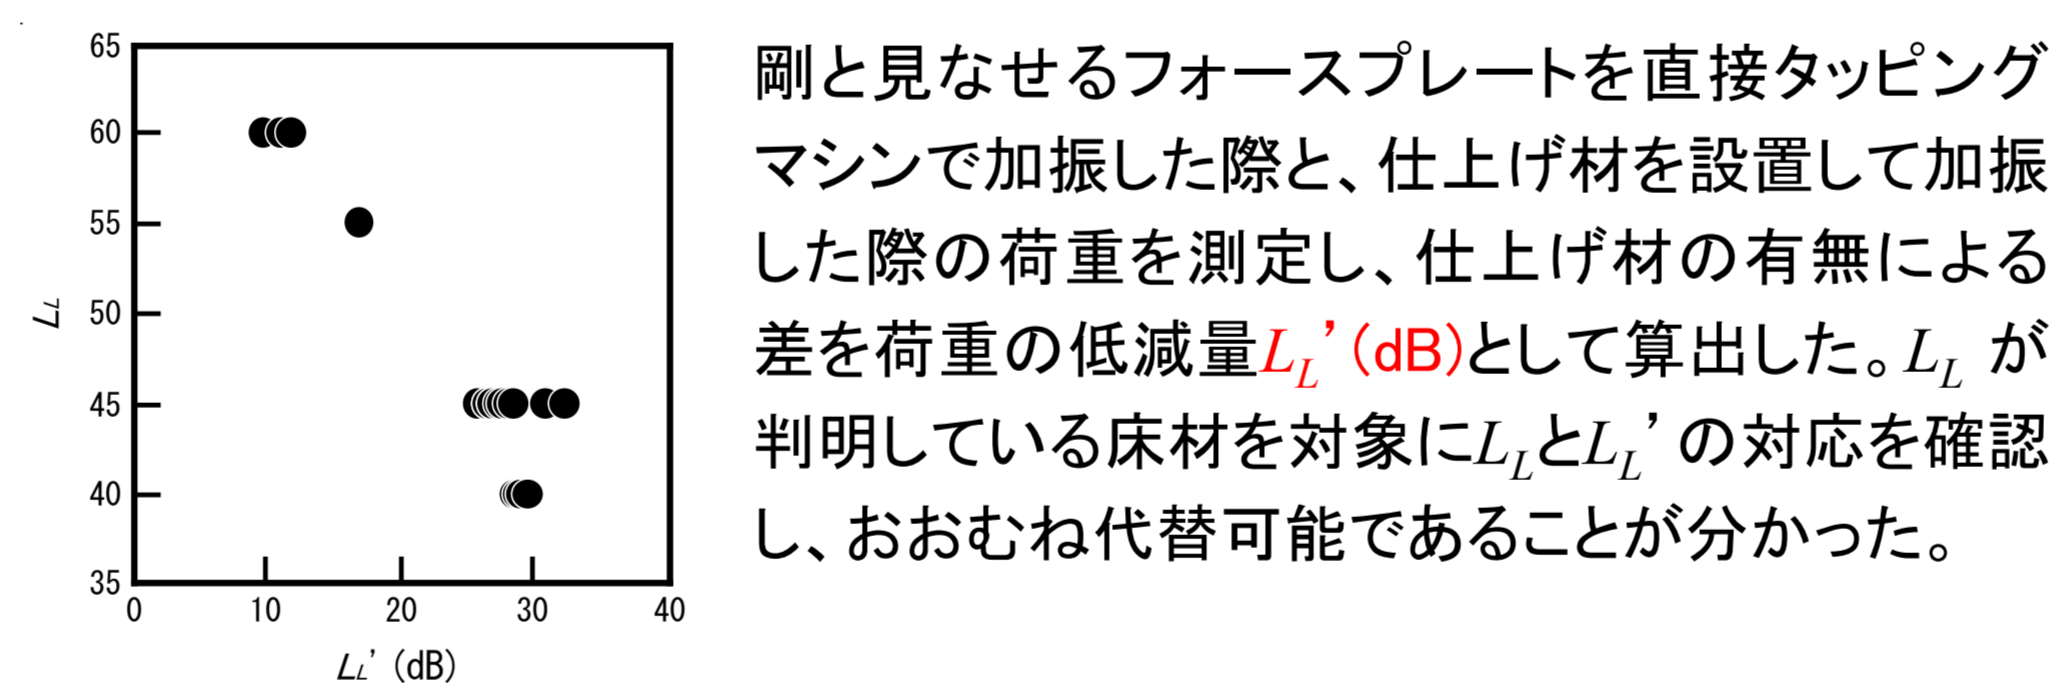 65
60
55
50
45
40
35
0 10 20 30 40
LL
LL' (dB)
剛と見なせるフォースプレートを直接タッピング
マシンで加振した際と、仕上げ材を設置して加振
した際の荷重を測定し、仕上げ材の有無による
差を荷重の低減量LL'(dB)として算出した。LL が
判明している床材を対象にLLとLL' の対応を確認
し、おおむね代替可能であることが分かった。